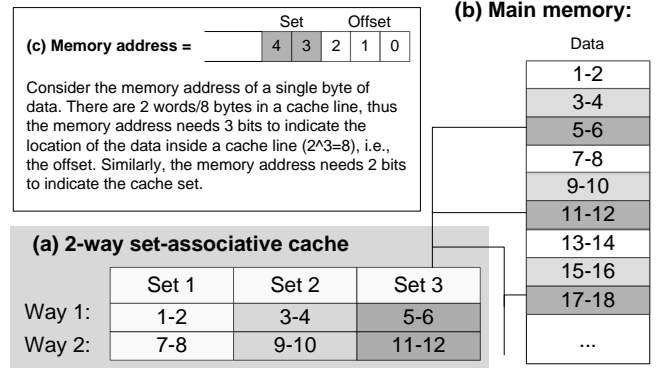 (b) Main memory:
Set Offset
(c) Memory address = 4 3 2 1 0
Consider the memory address of a single byte of
data. There are 2 words/8 bytes in a cache line, thus
the memory address needs 3 bits to indicate the
location of the data inside a cache line (2^3=8), i.e.,
the offset. Similarly, the memory address needs 2 bits
to indicate the cache set.
Data
1-2
3-4
5-6
7-8
9-10
11-12
13-14
15-16
17-18
...
(a) 2-way set-associative cache
Set 1 Set 2 Set 3
Way 1: 1-2 3-4 5-6
Way 2: 7-8 9-10 11-12